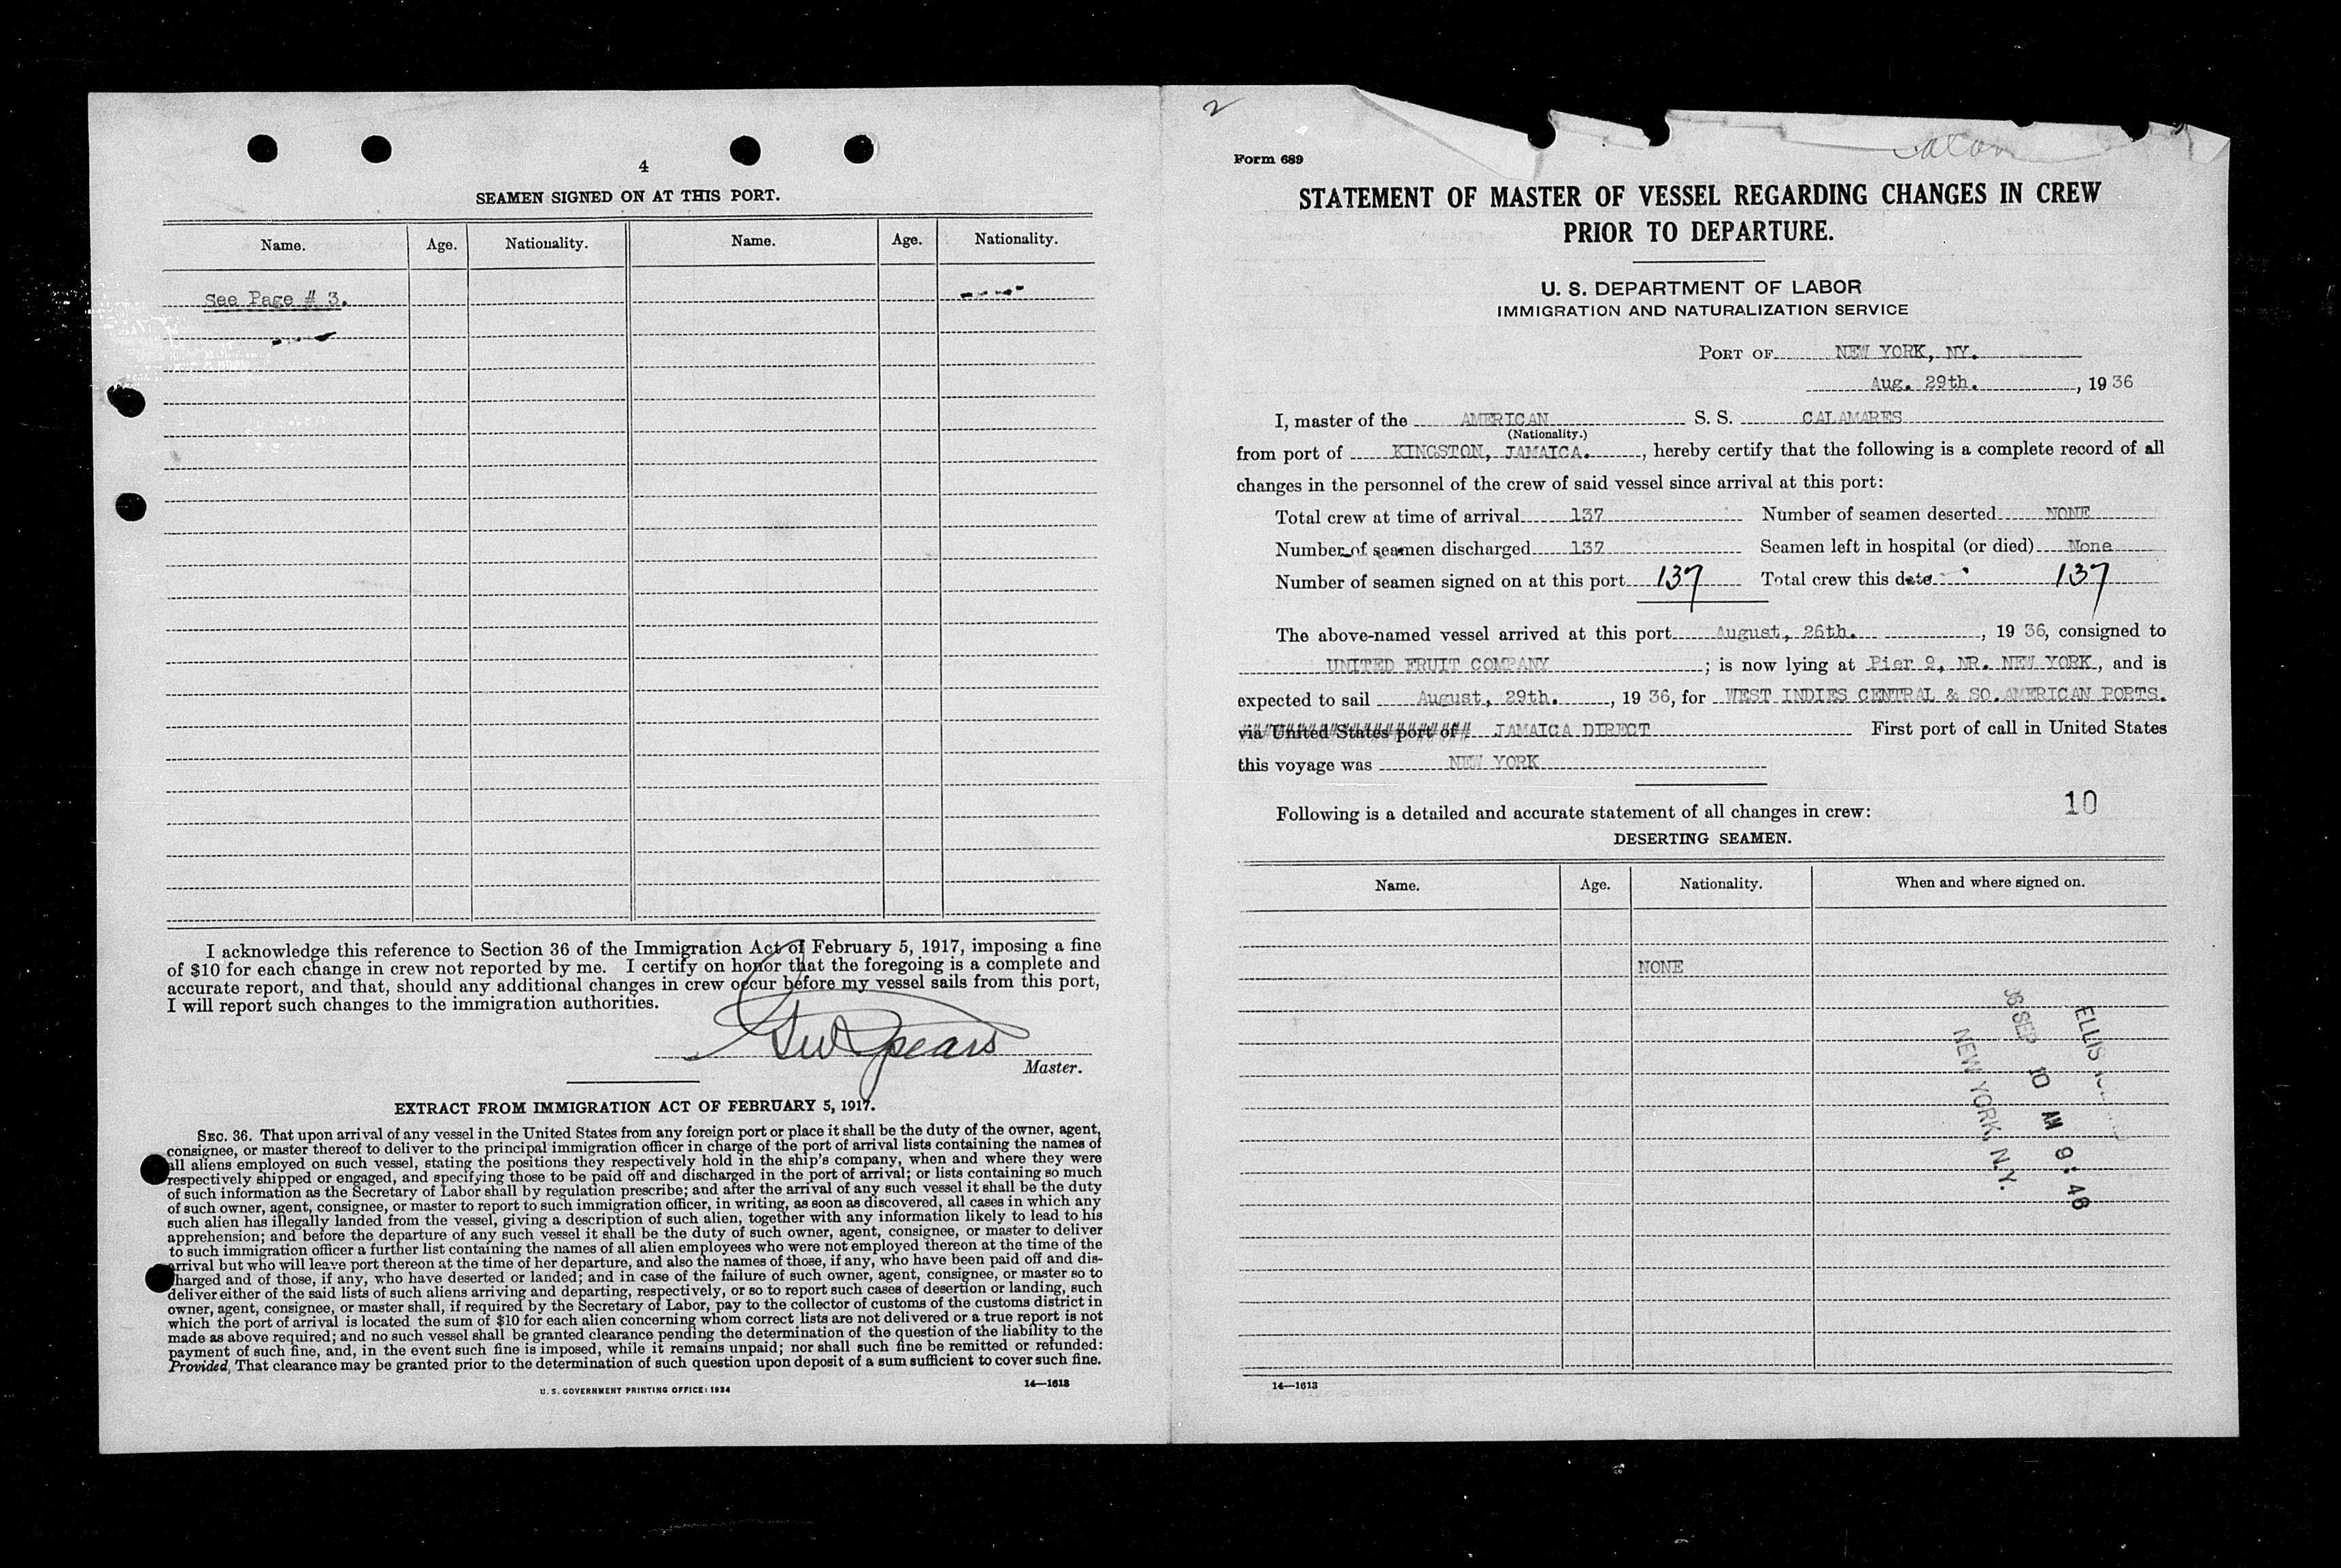 4
SEAMEN SIGNED ON AT THIS PORT.
Name. Age. Nationality. Name. Age. Nationality.
See Page # 3.
I acknowledge this reference to Section 36 of the Immigration Act of February 5, 1917, imposing a fine
of $10 for each change in crew not reported by me. I certify on honor that the foregoing is a complete and
accurate report, and that, should any additional changes in crew occur before my vessel sails from this port,
I will report such changes to the immigration authorities.
Spears
Master.
EXTRACT FROM IMMIGRATION ACT OF FEBRUARY 5, 1917.
SEC. 36. That upon arrival of any vessel in the United States from any foreign port or place it shall be the duty of the owner, agent,
consignee, or master thereof to deliver to the principal immigration officer in charge of the port of arrival lists containing the names of
all aliens employed on such vessel, stating the positions they respectively hold in the ship's company, when and where they were
respectively shipped or engaged, and specifying those to be paid off and discharged in the port of arrival; or lists containing so much
of such information as the Secretary of Labor shall by regulation prescribe; and after the arrival of any such vessel it shall be the duty
of such owner, agent, consignee, or master to report to such immigration officer, in writing, as soon as discovered, all cases in which any
such alien has illegally landed from the vessel, giving a description of such alien, together with any information likely to lead to his
apprehension; and before the departure of any such vessel it shall be the duty of such owner, agent, consignee, or master to deliver
to such immigration officer a further list containing the names of all alien employees who were not employed thereon at the time of the
arrival but who will leave port thereon at the time of her departure, and also the names of those, if any, who have been paid off and dis-
charged and of those, if any, who have deserted or landed; and in case of the failure of such owner, agent, consignee, or master so to
deliver either of the said lists of such aliens arriving and departing, respectively, or so to report such cases of desertion or landing, such
owner, agent, consignee, or master shall, if required by the Secretary of Labor, pay to the collector of customs of the customs district in
which the port of arrival is located the sum of $10 for each alien concerning whom correct lists are not delivered or a true report is not
made as above required; and no such vessel shall be granted clearance pending the determination of the question of the liability to the
payment of such fine, and, in the event such fine is imposed, while it remains unpaid; nor shall such fine be remitted or refunded:
Provided, That clearance may be granted prior to the determination of such question upon deposit of a sum sufficient to cover such fine.
U. S. GOVERNMENT PRINTING OFFICE: 1934 14—1613
2
Form 689
STATEMENT OF MASTER OF VESSEL REGARDING CHANGES IN CREW
PRIOR TO DEPARTURE.
U. S. DEPARTMENT OF LABOR
IMMIGRATION AND NATURALIZATION SERVICE
PORT OF NEW YORK, NY.
Aug. 29th., 1936
I, master of the AMERICAN S. S. CALAMARES
(Nationality.)
from port of KINGSTON, JAMAICA., hereby certify that the following is a complete record of all
changes in the personnel of the crew of said vessel since arrival at this port:
Total crew at time of arrival 137 Number of seamen deserted NONE
Number of seamen discharged 137 Seamen left in hospital (or died) None
Number of seamen signed on at this port 137 Total crew this date 137
The above-named vessel arrived at this port August, 26th., 1936, consigned to
UNITED FRUIT COMPANY; is now lying at Pier 9, NR. NEW YORK, and is
expected to sail August, 29th., 1936, for WEST INDIES CENTRAL & SO.AMERICAN PORTS.
via United States port of JAMAICA DIRECT First port of call in United States
this voyage was NEW YORK
Following is a detailed and accurate statement of all changes in crew: 10
DESERTING SEAMEN.
Name. Age. Nationality. When and where signed on.
NONE
ELLIS
36 SEP 10 AM 9:48
NEW YORK, N.Y.
14—1613